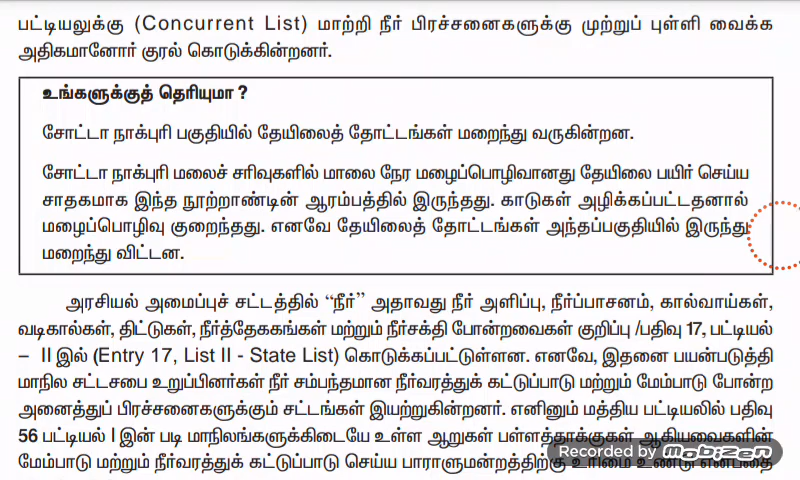 பட்டியலுக்கு (Concurrent List) மாற்றி நீர் பிரச்சனைகளுக்கு முற்றுப் புள்ளி வைக்க
அதிகமானோர் குரல் கொடுக்கின்றனர்.
உங்களுக்குத் தெரியுமா ?
சோட்டா நாக்புரி பகுதியில் தேயிலைத் தோட்டங்கள் மறைந்து வருகின்றன.
சோட்டா நாக்புரி மலைச் சரிவுகளில் மாலை நேர மழைப்பொழிவானது தேயிலை பயிர் செய்ய
சாதகமாக இந்த நூற்றாண்டின் ஆரம்பத்தில் இருந்தது. காடுகள் அழிக்கப்பட்டதனால்
மழைப்பொழிவு குறைந்தது. எனவே தேயிலைத் தோட்டங்கள் அந்தப்பகுதியில் இருந்து
மறைந்து விட்டன.
அரசியல் அமைப்புச் சட்டத்தில் “நீர்” அதாவது நீர் அளிப்பு, நீர்ப்பாசனம், கால்வாய்கள்,
வடிகால்கள், திட்டுகள், நீர்த்தேககங்கள் மற்றும் நீர்சக்தி போன்றவைகள் குறிப்பு /பதிவு 17, பட்டியல்
– II இல் (Entry 17, List II - State List) கொடுக்கப்பட்டுள்ளன. எனவே, இதனை பயன்படுத்தி
மாநில சட்டசபை உறுப்பினர்கள் நீர் சம்பந்தமான நீர்வரத்துக் கட்டுப்பாடு மற்றும் மேம்பாடு போன்ற
அனைத்துப் பிரச்சனைகளுக்கும் சட்டங்கள் இயற்றுகின்றனர். எனினும் மத்திய பட்டியலில் பதிவு
56 பட்டியல் I இன் படி மாநிலங்களுக்கிடையே உள்ள ஆறுகள் பள்ளத்தாக்குகள் ஆகியவைகளின்
மேம்பாடு மற்றும் நீர்வரத்துக் கட்டுப்பாடு செய்ய பாராளுமன்றத்திற்கு உரிமை உண்டு என்பதை
Recorded by mobizen